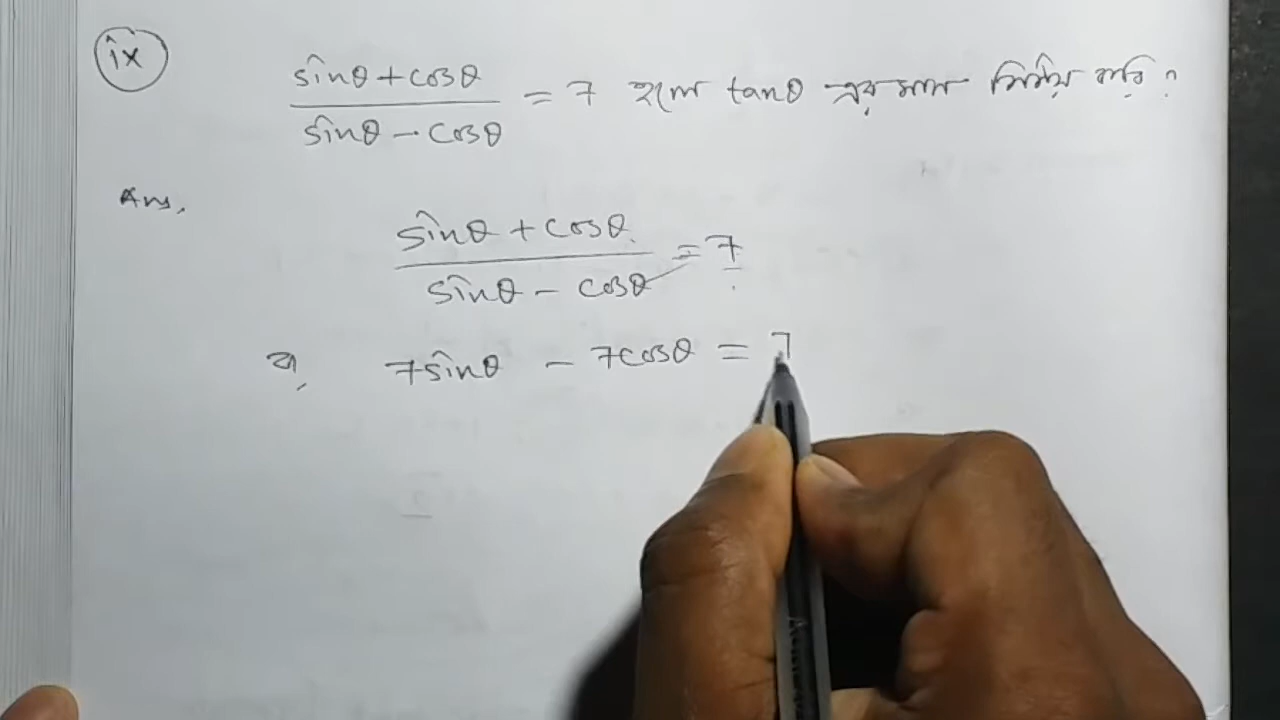 ix
sinθ + cosθ / sinθ - cosθ = 7 হলে tanθ এর মান নির্ণয় করি ?
Ans,
sinθ + cosθ / sinθ - cosθ = 7
বা, 7sinθ - 7cosθ = 7